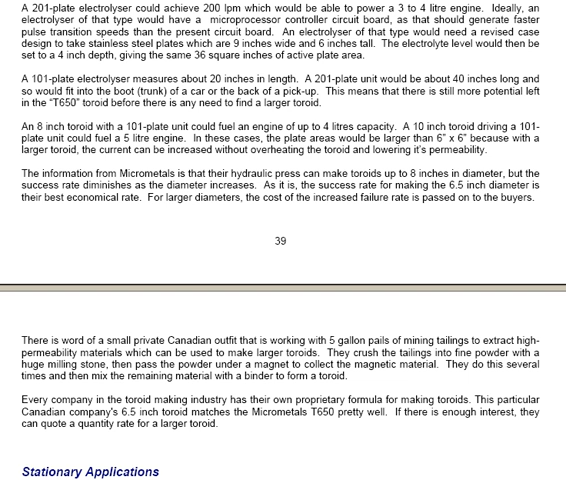 A 201-plate electrolyser could achieve 200 lpm which would be able to power a 3 to 4 litre engine. Ideally, an
electrolyser of that type would have a microprocessor controller circuit board, as that should generate faster
pulse transition speeds than the present circuit board. An electrolyser of that type would need a revised case
design to take stainless steel plates which are 9 inches wide and 6 inches tall. The electrolyte level would then be
set to a 4 inch depth, giving the same 36 square inches of active plate area.
A 101-plate electrolyser measures about 20 inches in length. A 201-plate unit would be about 40 inches long and
so would fit into the boot (trunk) of a car or the back of a pick-up. This means that there is still more potential left
in the “T650” toroid before there is any need to find a larger toroid.
An 8 inch toroid with a 101-plate unit could fuel an engine of up to 4 litres capacity. A 10 inch toroid driving a 101-
plate unit could fuel a 5 litre engine. In these cases, the plate areas would be larger than 6" x 6" because with a
larger toroid, the current can be increased without overheating the toroid and lowering it's permeability.
The information from Micrometals is that their hydraulic press can make toroids up to 8 inches in diameter, but the
success rate diminishes as the diameter increases. As it is, the success rate for making the 6.5 inch diameter is
their best economical rate. For larger diameters, the cost of the increased failure rate is passed on to the buyers.
39
There is word of a small private Canadian outfit that is working with 5 gallon pails of mining tailings to extract high-
permeability materials which can be used to make larger toroids. They crush the tailings into fine powder with a
huge milling stone, then pass the powder under a magnet to collect the magnetic material. They do this several
times and then mix the remaining material with a binder to form a toroid.
Every company in the toroid making industry has their own proprietary formula for making toroids. This particular
Canadian company's 6.5 inch toroid matches the Micrometals T650 pretty well. If there is enough interest, they
can quote a quantity rate for a larger toroid.
Stationary Applications